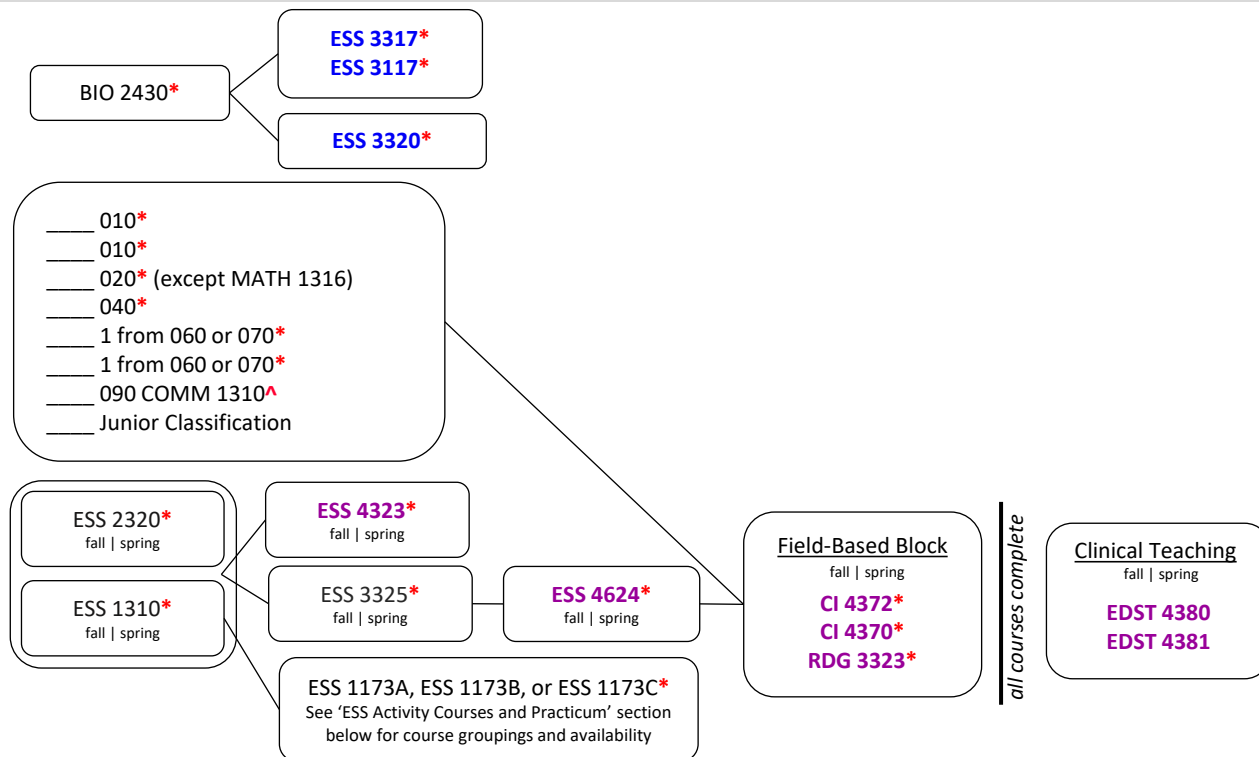 BIO 2430*
ESS 3317*
ESS 3117*
ESS 3320*
____ 010*
____ 010*
____ 020* (except MATH 1316)
____ 040*
____ 1 from 060 or 070*
____ 1 from 060 or 070*
____ 090 COMM 1310^
____ Junior Classification
ESS 2320*
fall | spring
ESS 1310*
fall | spring
ESS 4323*
fall | spring
ESS 3325*
fall | spring
ESS 4624*
fall | spring
ESS 1173A, ESS 1173B, or ESS 1173C*
See ‘ESS Activity Courses and Practicum’ section
below for course groupings and availability
Field-Based Block
fall | spring
CI 4372*
CI 4370*
RDG 3323*
all courses complete
Clinical Teaching
fall | spring
EDST 4380
EDST 4381